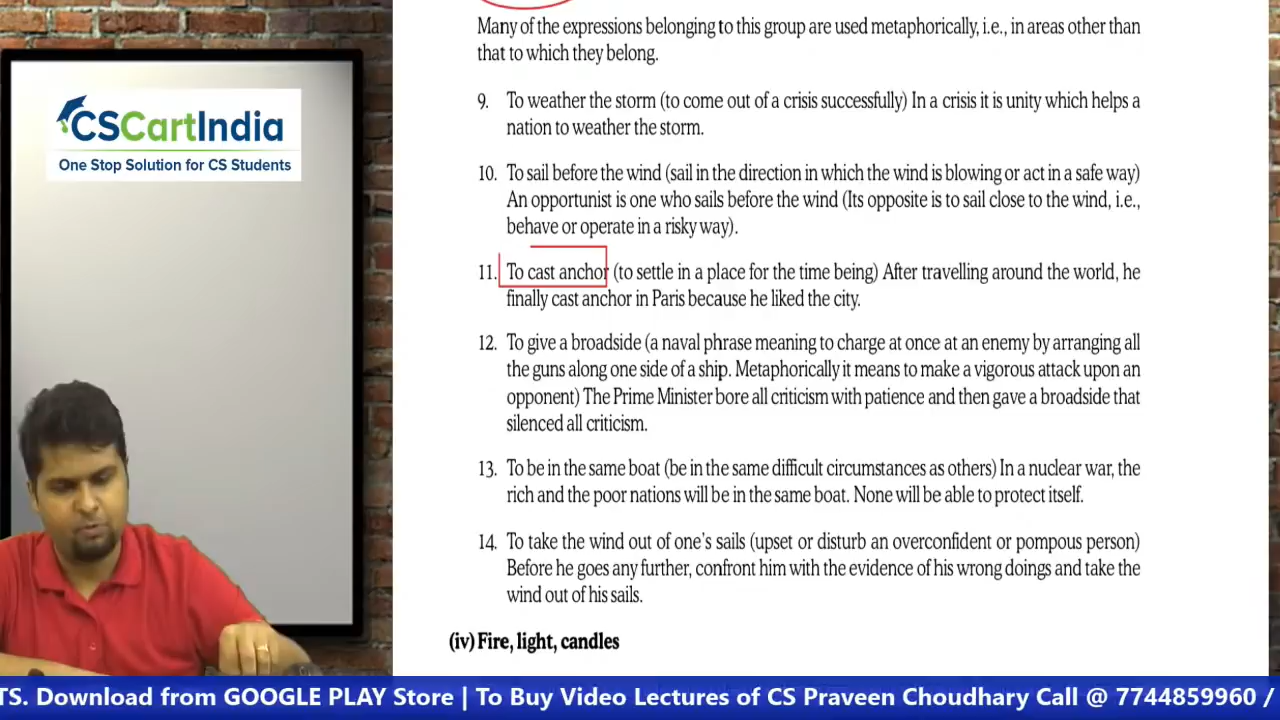 CSCartIndia
One Stop Solution for CS Students
Many of the expressions belonging to this group are used metaphorically, i.e., in areas other than
that to which they belong.
9. To weather the storm (to come out of a crisis successfully) In a crisis it is unity which helps a
nation to weather the storm.
10. To sail before the wind (sail in the direction in which the wind is blowing or act in a safe way)
An opportunist is one who sails before the wind (Its opposite is to sail close to the wind, i.e.,
behave or operate in a risky way).
11. To cast anchor (to settle in a place for the time being) After travelling around the world, he
finally cast anchor in Paris because he liked the city.
12. To give a broadside (a naval phrase meaning to charge at once at an enemy by arranging all
the guns along one side of a ship. Metaphorically it means to make a vigorous attack upon an
opponent) The Prime Minister bore all criticism with patience and then gave a broadside that
silenced all criticism.
13. To be in the same boat (be in the same difficult circumstances as others) In a nuclear war, the
rich and the poor nations will be in the same boat. None will be able to protect itself.
14. To take the wind out of one's sails (upset or disturb an overconfident or pompous person)
Before he goes any further, confront him with the evidence of his wrong doings and take the
wind out of his sails.
(iv) Fire, light, candles
TS. Download from GOOGLE PLAY Store | To Buy Video Lectures of CS Praveen Choudhary Call @ 7744859960 /